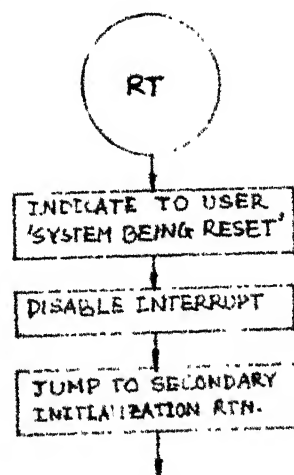 RT
INDICATE TO USER
'SYSTEM BEING RESET'
DISABLE INTERRUPT
JUMP TO SECONDARY
INITIALIZATION RTN.